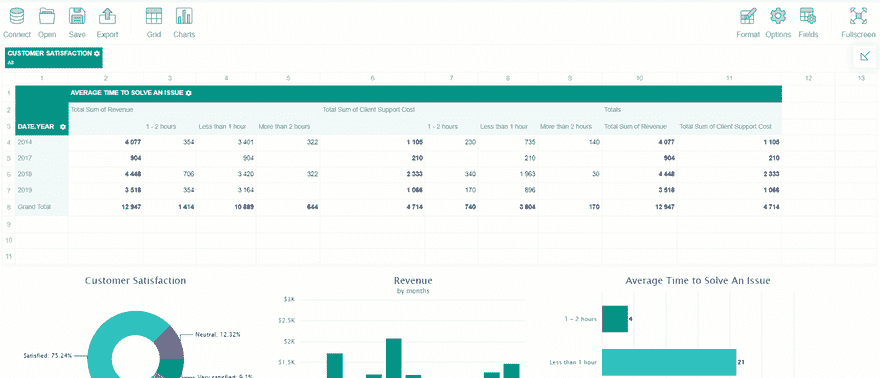 Connect Open Save Export Grid Charts Format Options Fields Fullscreen
CUSTOMER SATISFACTION
All
1 2 3 4 5 6 7 8 9 10 11 12 13
1 AVERAGE TIME TO SOLVE AN ISSUE
2 Total Sum of Revenue Total Sum of Client Support Cost Totals
3 DATE.YEAR 1 - 2 hours Less than 1 hour More than 2 hours 1 - 2 hours Less than 1 hour More than 2 hours Total Sum of Revenue Total Sum of Client Support Cost
4 2014 4 077 354 3 401 322 1 105 230 735 140 4 077 1 105
5 2017 904 904 210 210 904 210
6 2018 4 448 706 3 420 322 2 333 340 1 963 30 4 448 2 333
7 2019 3 518 354 3 164 1 066 170 896 3 518 1 066
8 Grand Total 12 947 1 414 10 889 644 4 714 740 3 804 170 12 947 4 714
9
10
11
Customer Satisfaction Revenue Average Time to Solve An Issue
by months
$3K
$2.5K
1 - 2 hours 4
Neutral: 12.32%
$2K
Satisfied: 75.24%
$1.5K
Less than 1 hour 21
Very satisfied: 9.1%